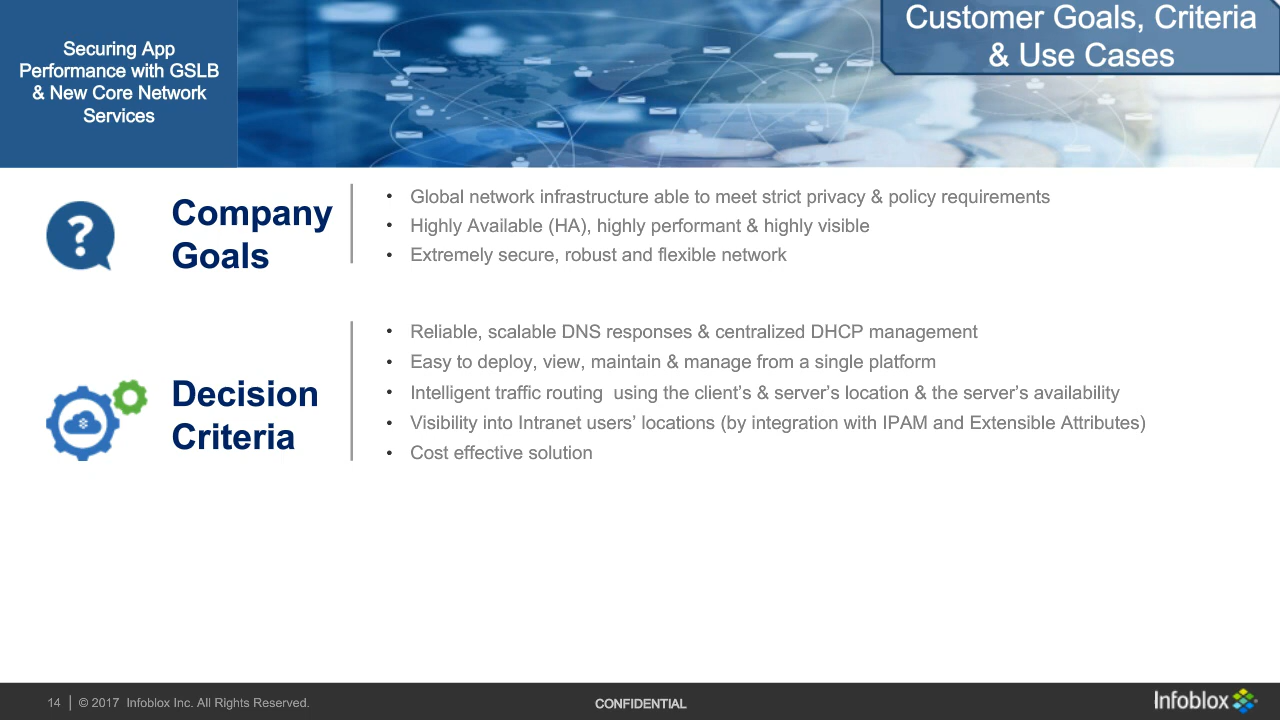 Securing App
Performance with GSLB
& New Core Network
Services
Customer Goals, Criteria
& Use Cases
?
Company
Goals
• Global network infrastructure able to meet strict privacy & policy requirements
• Highly Available (HA), highly performant & highly visible
• Extremely secure, robust and flexible network
Decision
Criteria
• Reliable, scalable DNS responses & centralized DHCP management
• Easy to deploy, view, maintain & manage from a single platform
• Intelligent traffic routing  using the client’s & server’s location & the server’s availability
• Visibility into Intranet users’ locations (by integration with IPAM and Extensible Attributes)
• Cost effective solution
14 | © 2017 Infoblox Inc. All Rights Reserved.
CONFIDENTIAL
Infoblox